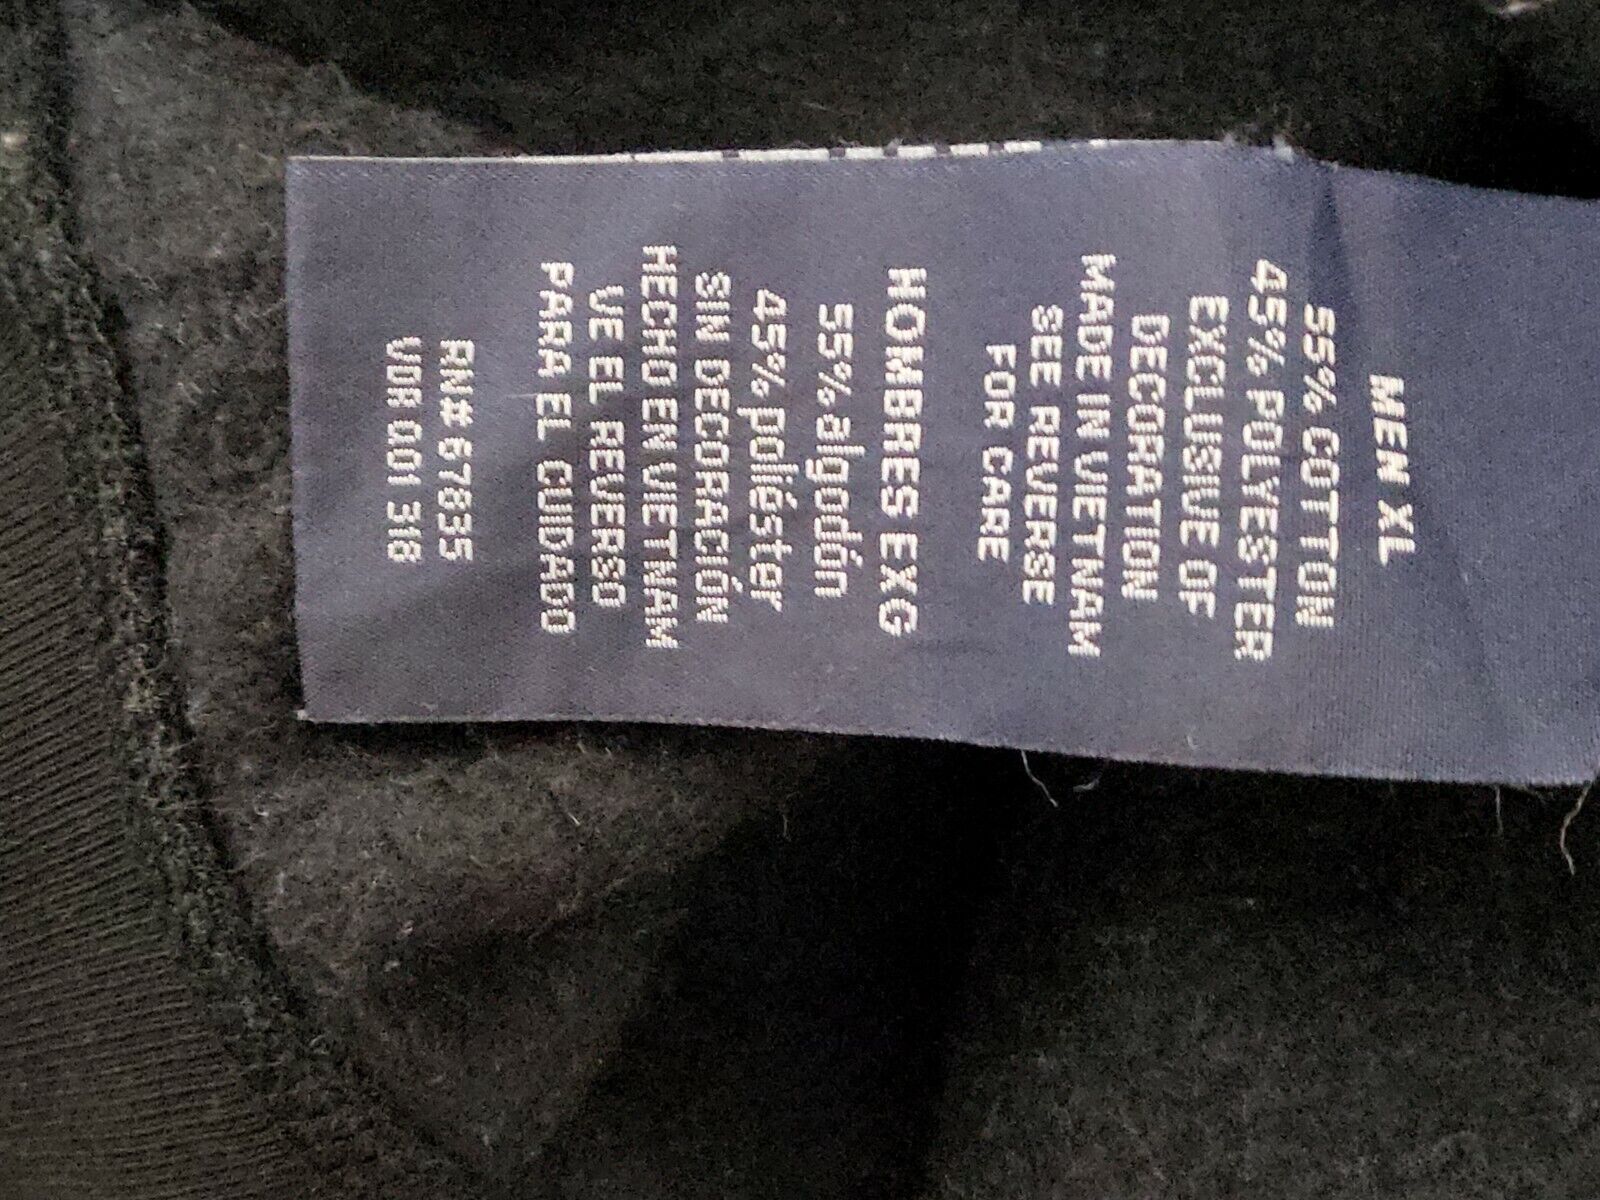 MEN XL
55% COTTON
45% POLYESTER
EXCLUSIVE OF
DECORATION
MADE IN VIETNAM
SEE REVERSE
FOR CARE
HOMBRES EXG
55% algodón
45% poliéster
SIN DECORACIÓN
HECHO EN VIETNAM
VE EL REVERSO
PARA EL CUIDADO
RN# 67835
VDR 001 318